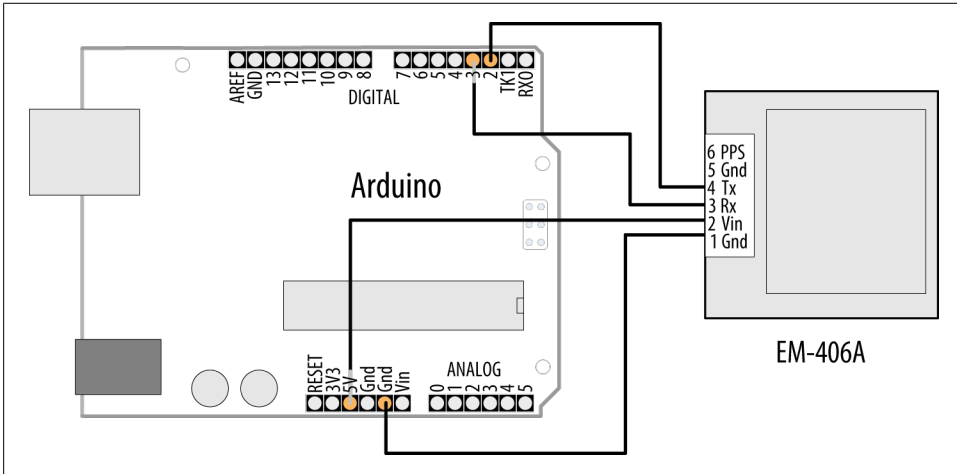 AREF
GND
13
12
11
10
9
8
7
6
5
4
3
2
TK1
RX0
DIGITAL
Arduino
6 PPS
5 Gnd
4 Tx
3 Rx
2 Vin
1 Gnd
EM-406A
RESET
3V3
5V
Gnd
Gnd
Vin
ANALOG
0
1
2
3
4
5